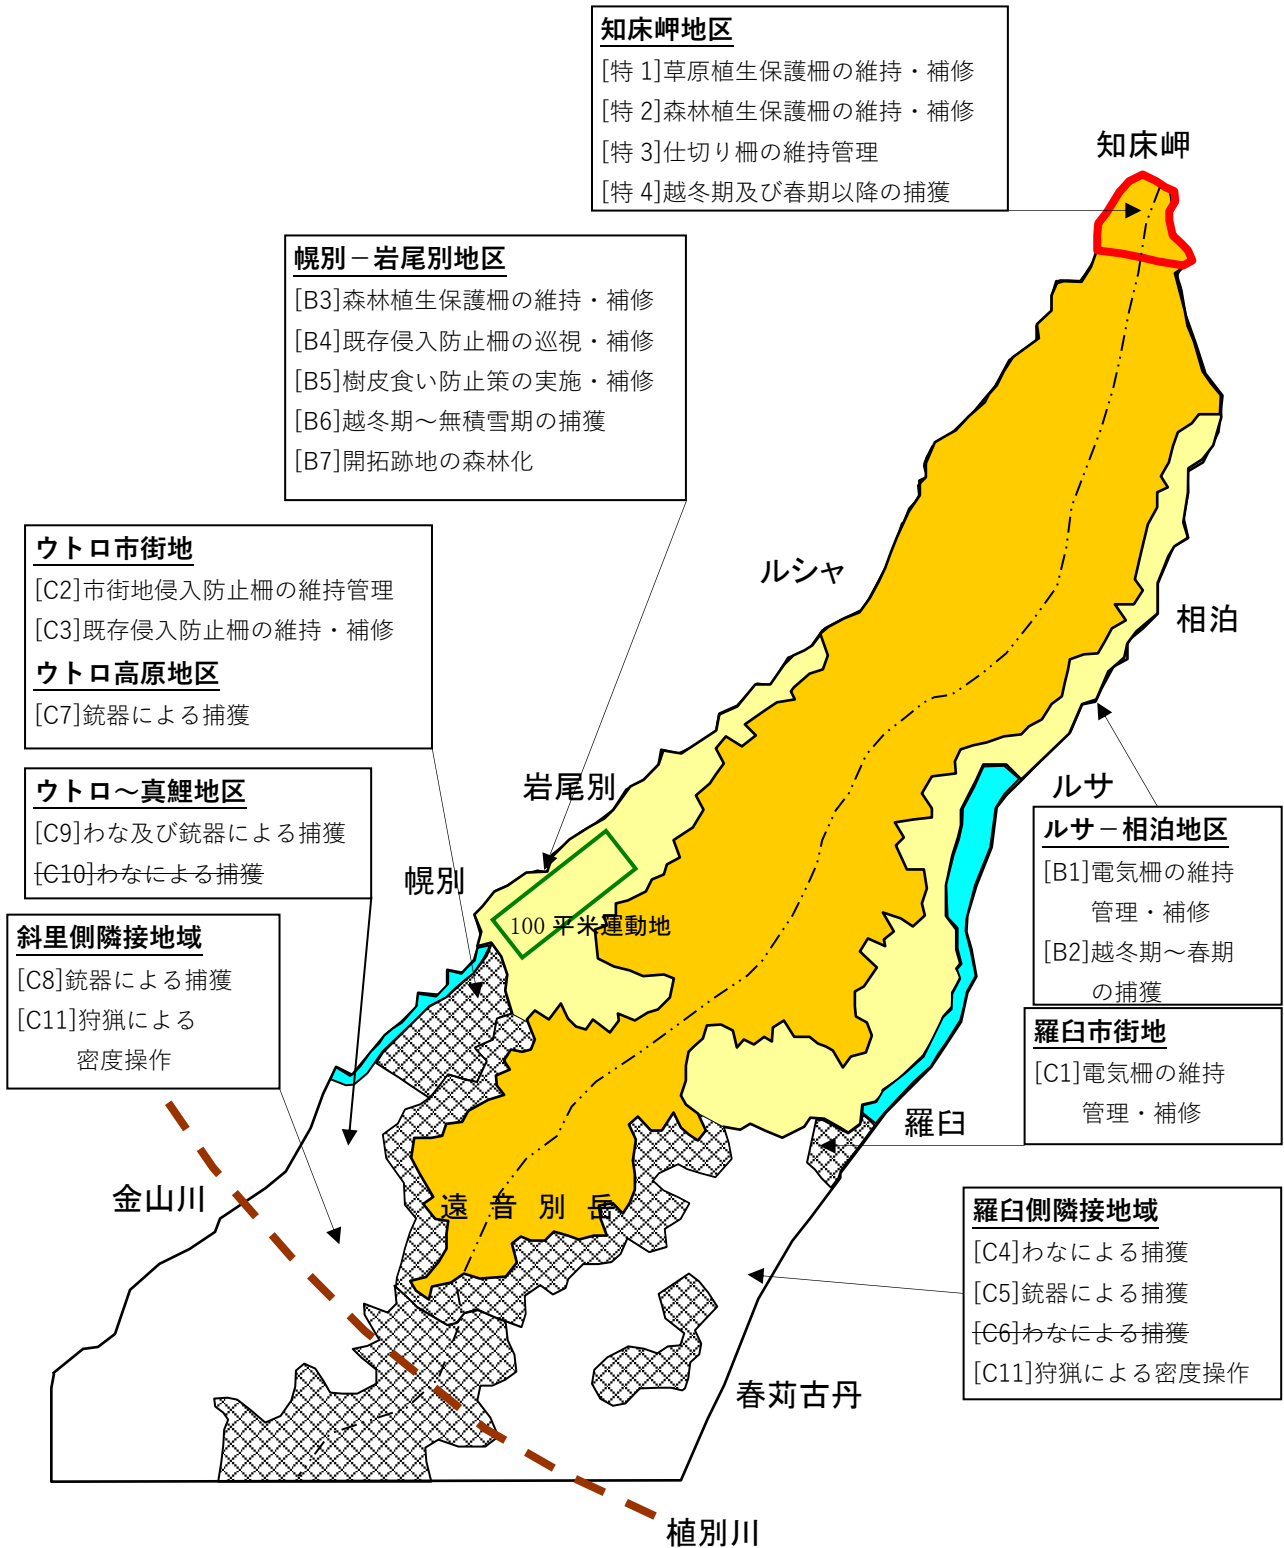 知床岬地区
[特 1]草原植生保護柵の維持・補修
[特 2]森林植生保護柵の維持・補修
[特 3]仕切り柵の維持管理
[特 4]越冬期及び春期以降の捕獲
知床岬
幌別－岩尾別地区
[B3]森林植生保護柵の維持・補修
[B4]既存侵入防止柵の巡視・補修
[B5]樹皮食い防止策の実施・補修
[B6]越冬期～無積雪期の捕獲
[B7]開拓跡地の森林化
ウトロ市街地
[C2]市街地侵入防止柵の維持管理
[C3]既存侵入防止柵の維持・補修
ウトロ高原地区
[C7]銃器による捕獲
ルシャ
相泊
ウトロ～真鯉地区
[C9]わな及び銃器による捕獲
[C10]わなによる捕獲
岩尾別
ルサ
幌別
100 平米運動地
ルサ－相泊地区
[B1]電気柵の維持
管理・補修
[B2]越冬期～春期
の捕獲
斜里側隣接地域
[C8]銃器による捕獲
[C11]狩猟による
密度操作
羅臼市街地
[C1]電気柵の維持
管理・補修
羅臼
金山川
遠音別岳
羅臼側隣接地域
[C4]わなによる捕獲
[C5]銃器による捕獲
[C6]わなによる捕獲
[C11]狩猟による密度操作
春苅古丹
植別川